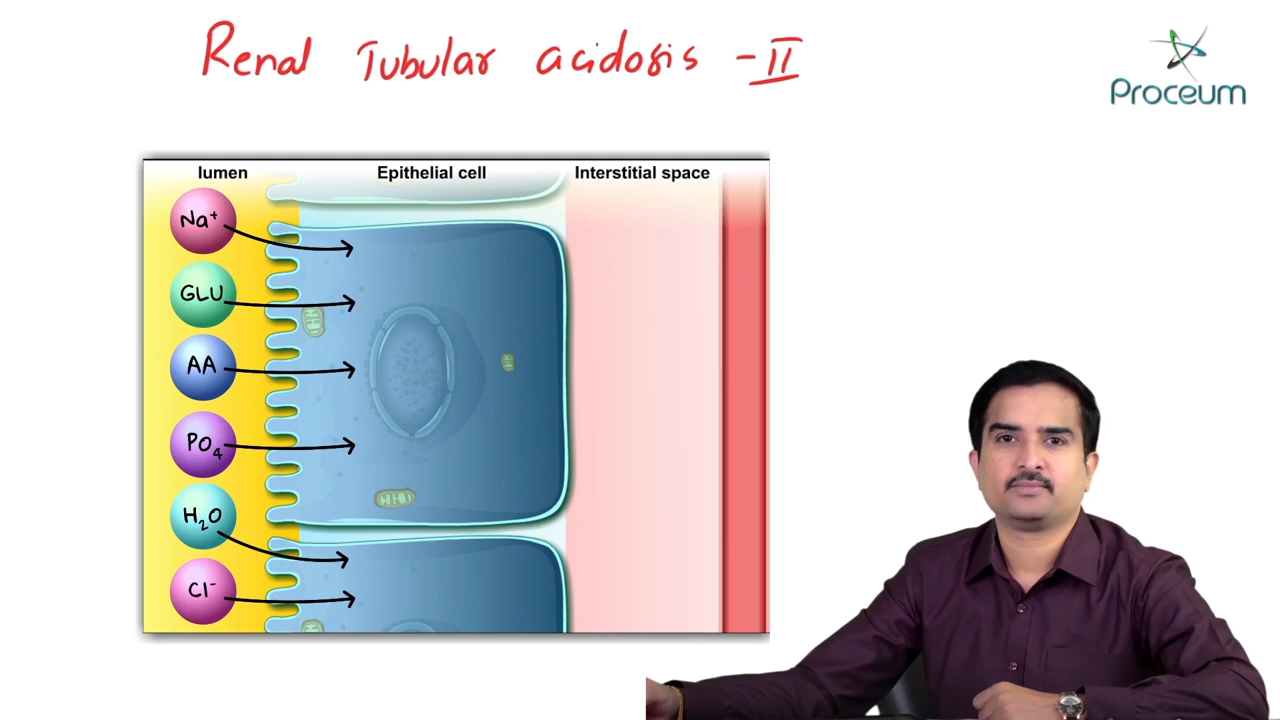 Renal Tubular acidosis - II
Proceum
lumen Epithelial cell Interstitial space
Na⁺
GLU
AA
PO₄
H₂O
Cl⁻